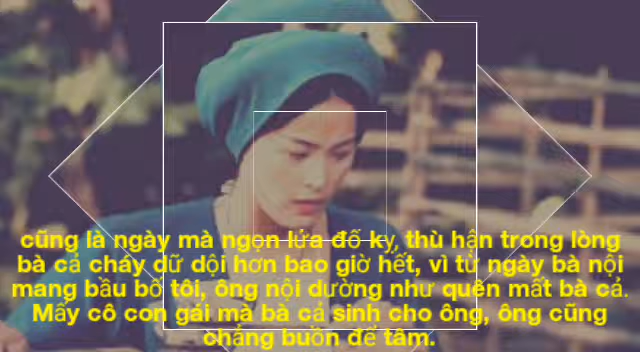 cũng là ngày mà ngọn lửa đố kỵ, thù hận trong lòng
bà cả cháy dữ dội hơn bao giờ hết, vì từ ngày bà nội
mang bầu bố tôi, ông nội dường như quên mất bà cả.
Mấy cô con gái mà bà cả sinh cho ông, ông cũng
chẳng buồn để tâm.